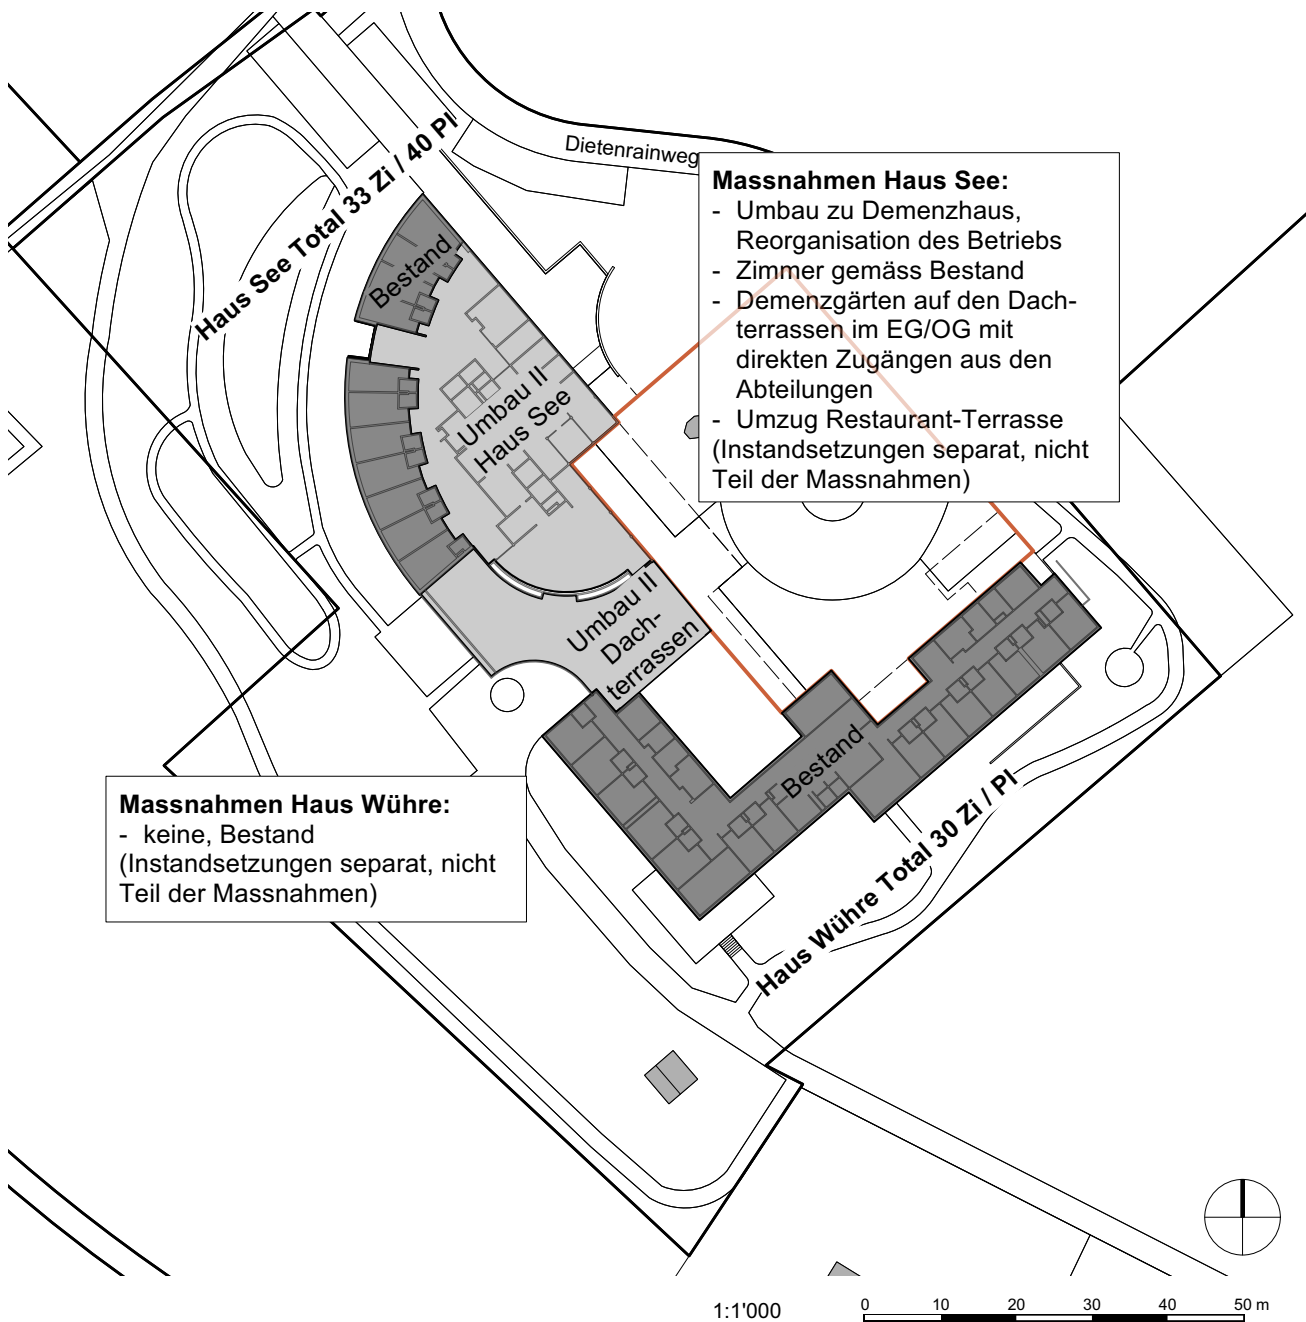 Dietenrainweg
Haus See Total 33 Zi / 40 Pl
Massnahmen Haus See:
- Umbau zu Demenzhaus,
Reorganisation des Betriebs
- Zimmer gemäss Bestand
- Demenzgärten auf den Dach-
terrassen im EG/OG mit
direkten Zugängen aus den
Abteilungen
- Umzug Restaurant-Terrasse
(Instandsetzungen separat, nicht
Teil der Massnahmen)
Bestand
Umbau II
Haus See
Umbau II
Dach-
terrassen
Bestand
Massnahmen Haus Wühre:
- keine, Bestand
(Instandsetzungen separat, nicht
Teil der Massnahmen)
Haus Wühre Total 30 Zi / Pl
1:1'000
0 10 20 30 40 50 m